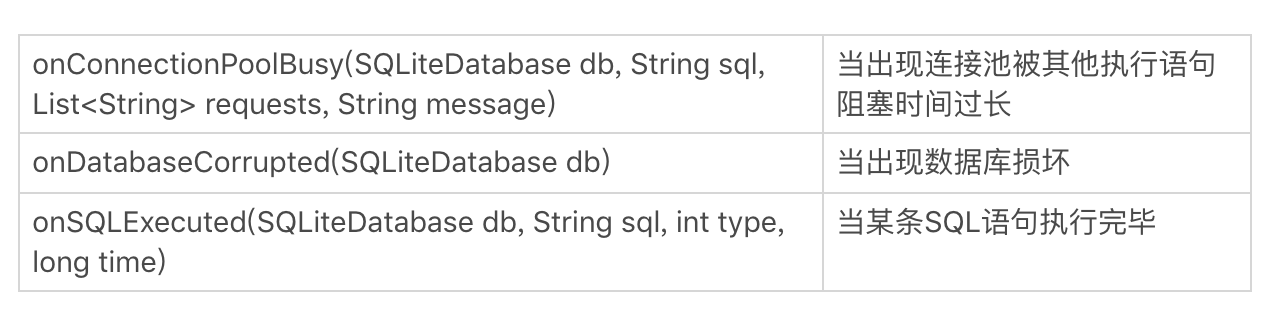 onConnectionPoolBusy(SQLiteDatabase db, String sql,
List<String> requests, String message)
当出现连接池被其他执行语句
阻塞时间过长
onDatabaseCorrupted(SQLiteDatabase db)
当出现数据库损坏
onSQLExecuted(SQLiteDatabase db, String sql, int type,
long time)
当某条SQL语句执行完毕